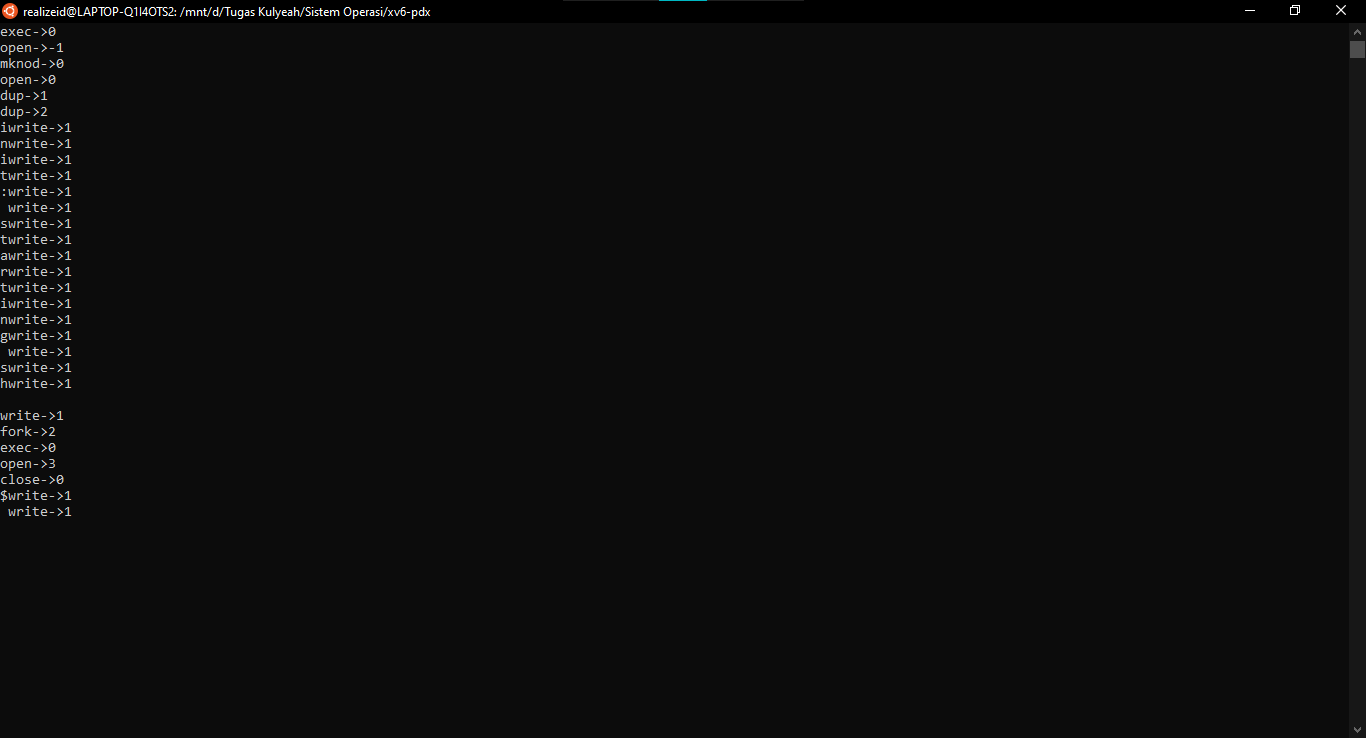 realizeid@LAPTOP-Q1I4OTS2: /mnt/d/Tugas Kulyeah/Sistem Operasi/xv6-pdx
exec->0
open->-1
mknod->0
open->0
dup->1
dup->2
iwrite->1
nwrite->1
iwrite->1
twrite->1
:write->1
 write->1
swrite->1
twrite->1
awrite->1
rwrite->1
twrite->1
iwrite->1
nwrite->1
gwrite->1
 write->1
swrite->1
hwrite->1

write->1
fork->2
exec->0
open->3
close->0
$write->1
 write->1